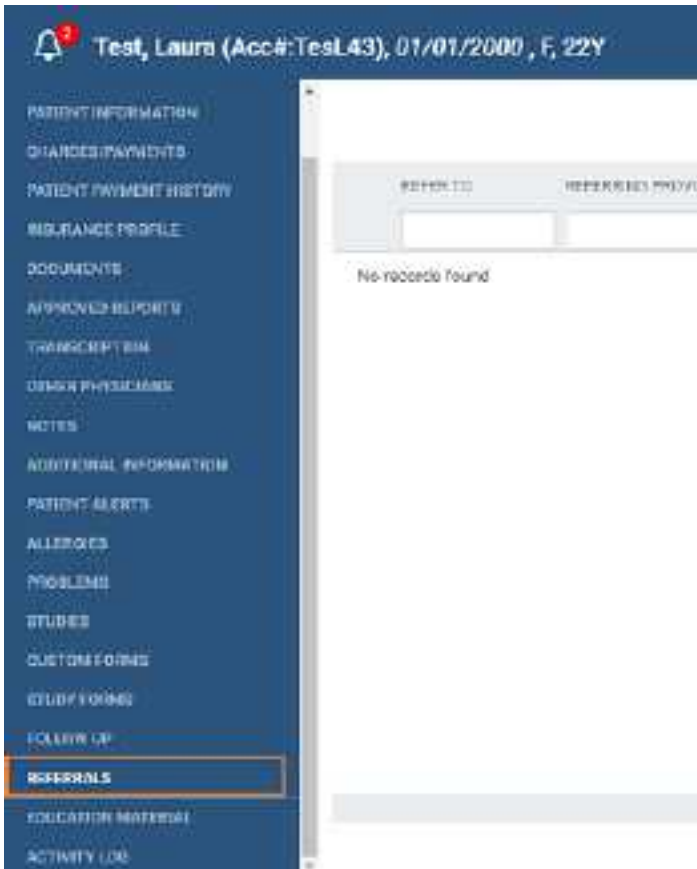 2
Test, Laura (Acc#:TesL43), 01/01/2000 , F, 22Y
PATIENT INFORMATION
CHARGES/PAYMENTS
PATIENT PAYMENT HISTORY
INSURANCE PROFILE
DOCUMENTS
APPROVED REPORTS
TRANSCRIPTION
OTHER PHYSICIANS
NOTES
ADDITIONAL INFORMATION
PATIENT ALERTS
ALLERGIES
PROBLEMS
STUDIES
CUSTOM FORMS
STUDY FORMS
FOLLOW UP
REFERRALS
EDUCATION MATERIAL
ACTIVITY LOG
REFER TO
REFERRING PROVI
No records found